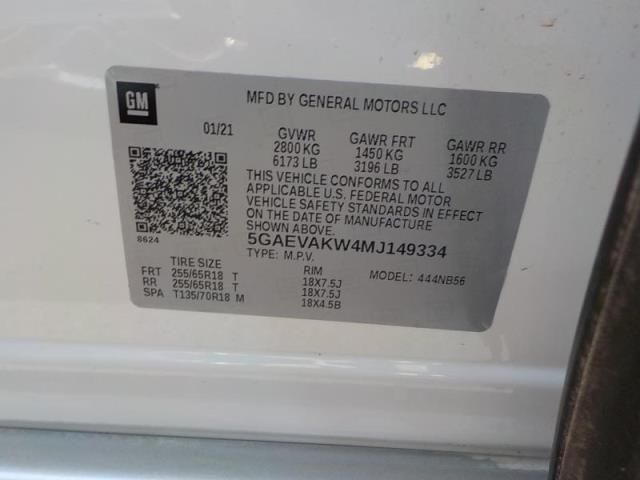 GM
MFD BY GENERAL MOTORS LLC
01/21 GVWR GAWR FRT GAWR RR
2800 KG 1450 KG 1600 KG
6173 LB 3196 LB 3527 LB
THIS VEHICLE CONFORMS TO ALL
APPLICABLE U.S. FEDERAL MOTOR
VEHICLE SAFETY STANDARDS IN EFFECT
ON THE DATE OF MANUFACTURE
SHOWN ABOVE.
8624
5GAEVAKW4MJ149334
TYPE: M.P.V. MODEL: 444NB56
TIRE SIZE RIM
FRT 255/65R18 T 18X7.5J
RR 255/65R18 T 18X7.5J
SPA T135/70R18 M 18X4.5B